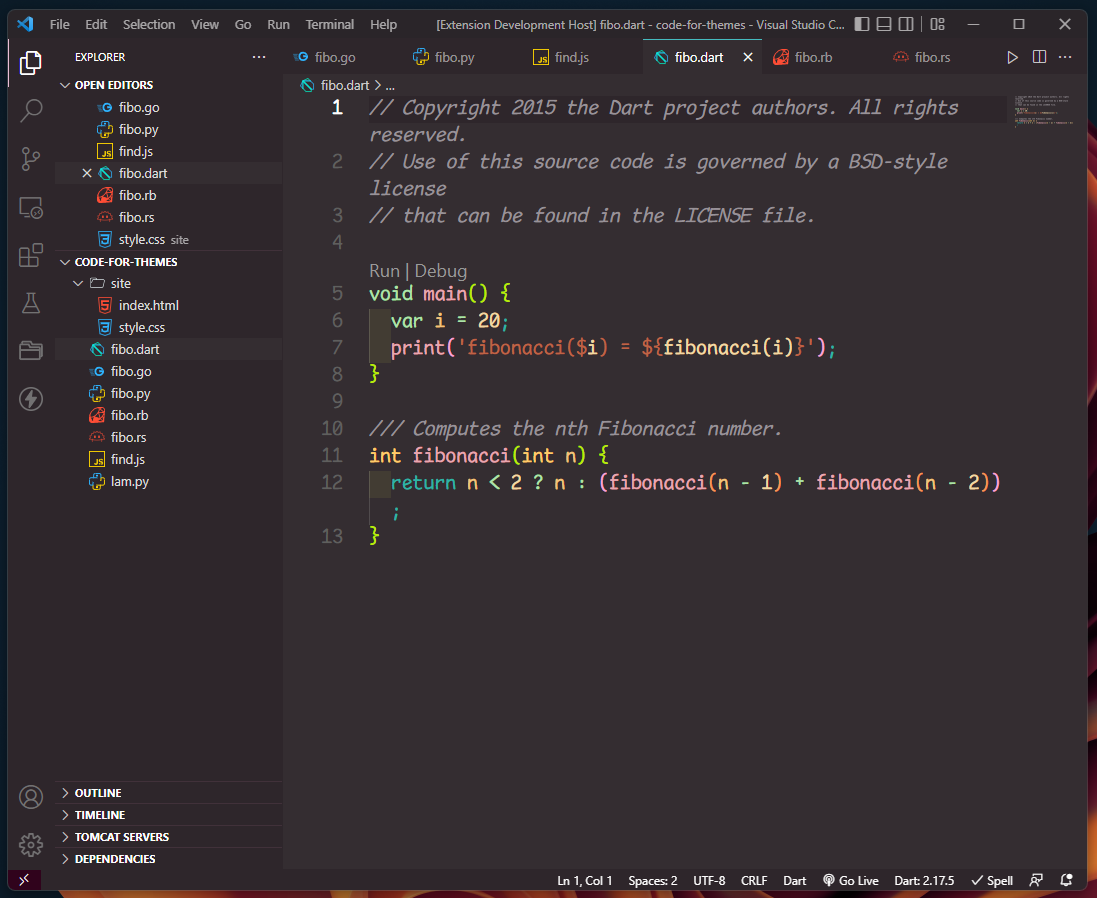 File Edit Selection View Go Run Terminal Help [Extension Development Host] fibo.dart - code-for-themes - Visual Studio C...
EXPLORER
OPEN EDITORS
fibo.go
fibo.py
find.js
fibo.dart
fibo.rb
fibo.rs
style.css site
CODE-FOR-THEMES
site
index.html
style.css
fibo.dart
fibo.go
fibo.py
fibo.rb
fibo.rs
find.js
lam.py
OUTLINE
TIMELINE
TOMCAT SERVERS
DEPENDENCIES
fibo.go fibo.py find.js fibo.dart fibo.rb fibo.rs
fibo.dart > ...
1 // Copyright 2015 the Dart project authors. All rights
reserved.
2 // Use of this source code is governed by a BSD-style
license
3 // that can be found in the LICENSE file.
4
Run | Debug
5 void main() {
6 var i = 20;
7 print('fibonacci($i) = ${fibonacci(i)}');
8 }
9
10 /// Computes the nth Fibonacci number.
11 int fibonacci(int n) {
12 return n < 2 ? n : (fibonacci(n - 1) + fibonacci(n - 2))
;
13 }
Ln 1, Col 1 Spaces: 2 UTF-8 CRLF Dart Go Live Dart: 2.17.5 Spell